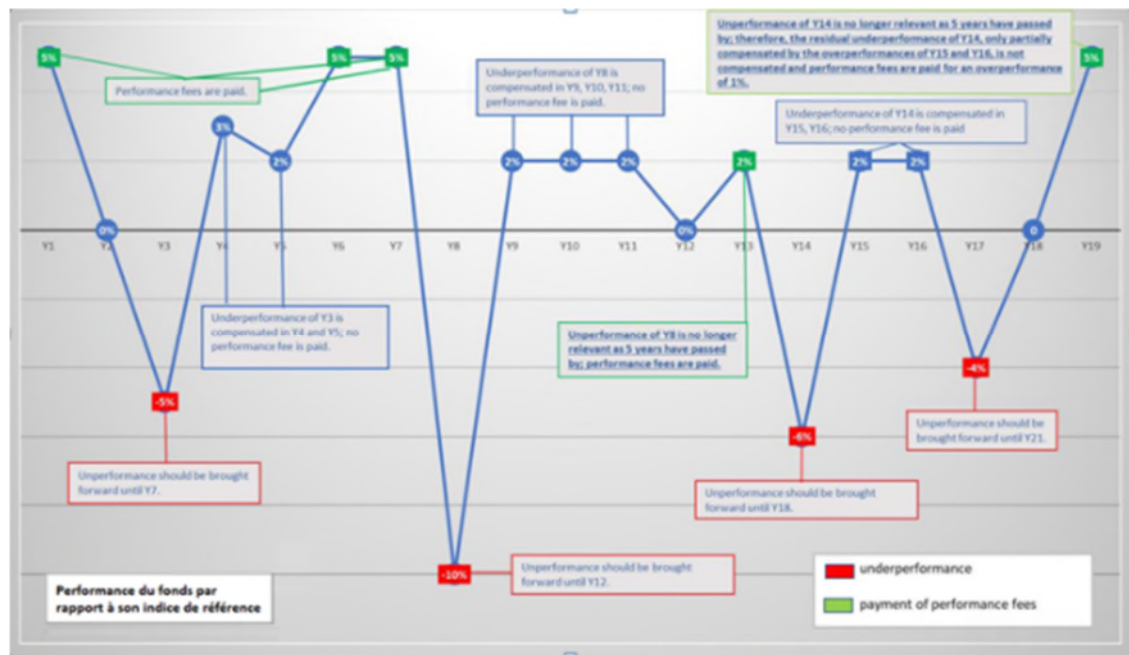 Unperformance of Y14 is no longer relevant as 5 years have passed
by; therefore, the residual underperformance of Y14, only partially
compensated by the overperformances of Y15 and Y16, is not
compensated and performance fees are paid for an overperformance
of 1%.
5%
5%
5%
5%
Performance fees are paid.
Underperformance of Y8 is
compensated in Y9, Y10, Y11; no
performance fee is paid.
Underperformance of Y14 is compensated in
Y15, Y16; no performance fee is paid
3%
2%
2%
2%
2%
2%
2%
2%
0%
0%
0
Y1
Y2
Y3
Y4
Y5
Y6
Y7
Y8
Y9
Y10
Y11
Y12
Y13
Y14
Y15
Y16
Y17
Y18
Y19
Underperformance of Y3 is
compensated in Y4 and Y5; no
performance fee is paid.
Unperformance of Y8 is no longer
relevant as 5 years have passed
by; performance fees are paid.
-5%
-4%
-6%
Unperformance should be
brought forward until Y21.
Unperformance should be brought
forward until Y7.
Unperformance should be brought
forward until Y18.
-10%
Unperformance should be brought
forward until Y12.
Performance du fonds par
rapport à son indice de référence
underperformance
payment of performance fees